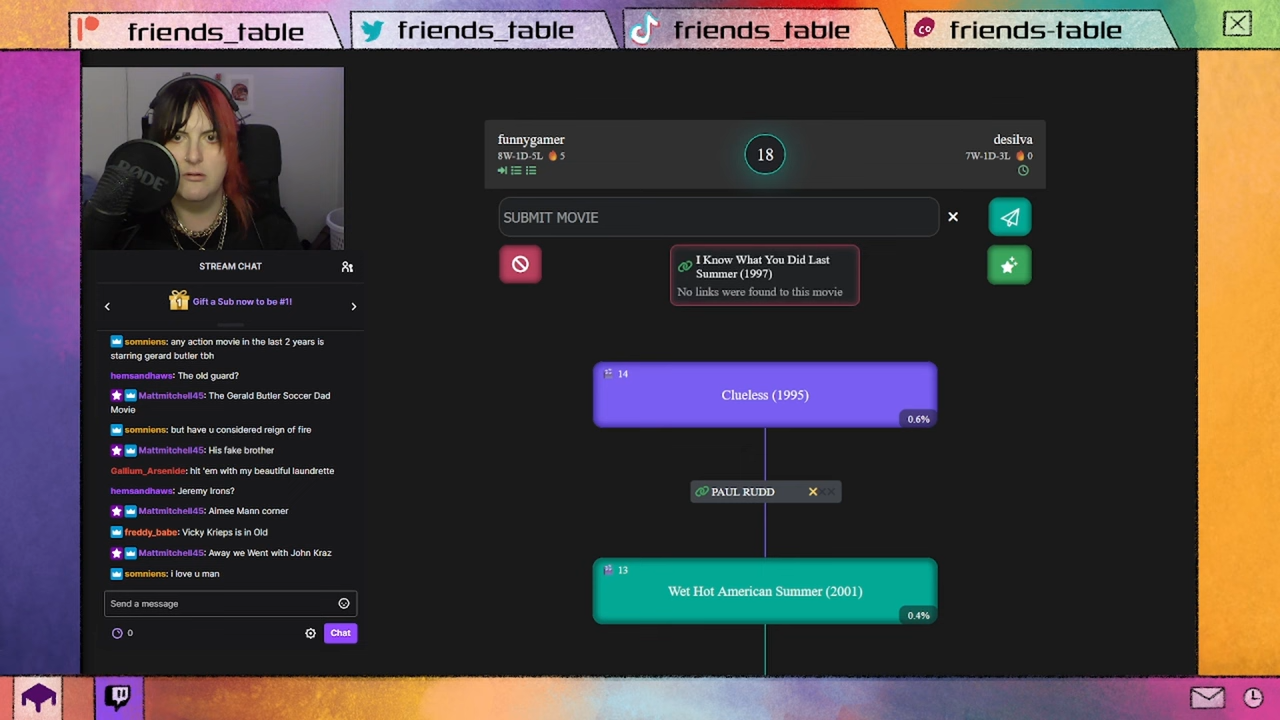 friends_table
friends_table
friends_table
friends-table
RØDE
funnygamer
8W-1D-5L 5
18
desilva
7W-1D-3L 0
SUBMIT MOVIE
I Know What You Did Last
Summer (1997)
No links were found to this movie
14
Clueless (1995)
0.6%
PAUL RUDD
13
Wet Hot American Summer (2001)
0.4%
STREAM CHAT
1
Gift a Sub now to be #1!
somniens: any action movie in the last 2 years is
starring gerard butler tbh
hemsandhaws: The old guard?
Mattmitchell45: The Gerald Butler Soccer Dad
Movie
somniens: but have u considered reign of fire
Mattmitchell45: His fake brother
Gallium_Arsenide: hit 'em with my beautiful laundrette
hemsandhaws: Jeremy Irons?
Mattmitchell45: Aimee Mann corner
freddy_babe: Vicky Krieps is in Old
Mattmitchell45: Away we Went with John Kraz
somniens: i love u man
Send a message
0
Chat